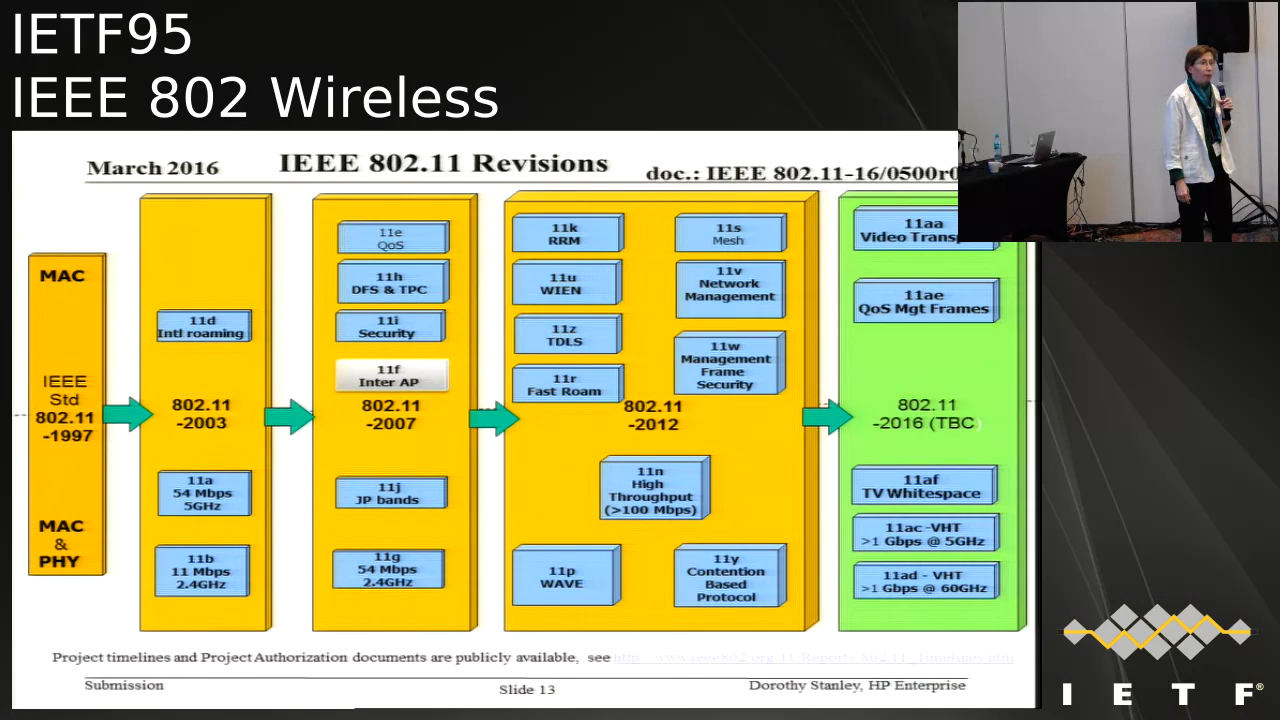 IETF95
IEEE 802 Wireless
March 2016
IEEE 802.11 Revisions
doc.: IEEE 802.11-16/0500r0
MAC
IEEE
Std
802.11
-1997
MAC
&
PHY
11d
Intl roaming
802.11
-2003
11a
54 Mbps
5GHz
11b
11 Mbps
2.4GHz
11e
QoS
11h
DFS & TPC
11i
Security
11f
Inter AP
802.11
-2007
11j
JP bands
11g
54 Mbps
2.4GHz
11k
RRM
11u
WIEN
11z
TDLS
11r
Fast Roam
11s
Mesh
11v
Network
Management
11w
Management
Frame
Security
802.11
-2012
11n
High
Throughput
(>100 Mbps)
11p
WAVE
11y
Contention
Based
Protocol
11aa
Video
11ae
QoS Mgt Frames
802.11
-2016 (TBC)
11af
TV Whitespace
11ac -VHT
>1 Gbps @ 5GHz
11ad - VHT
>1 Gbps @ 60GHz
Project timelines and Project Authorization documents are publicly available, see
Submission
Slide 13
Dorothy Stanley, HP Enterprise
I E T F®